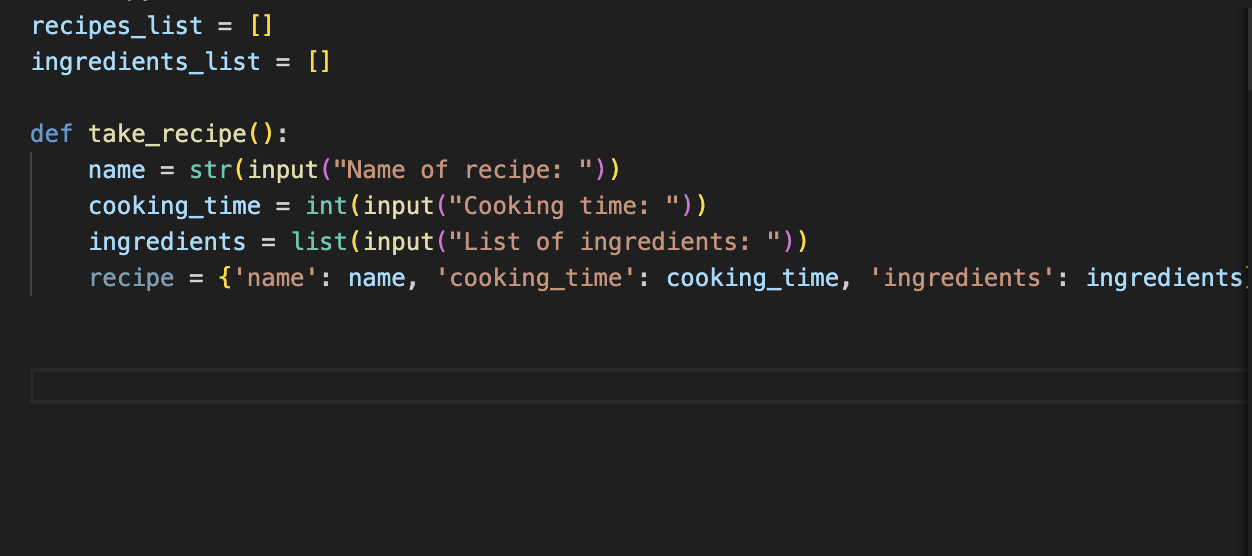 recipes_list = []
ingredients_list = []
def take_recipe():
    name = str(input("Name of recipe: "))
    cooking_time = int(input("Cooking time: "))
    ingredients = list(input("List of ingredients: "))
    recipe = {'name': name, 'cooking_time': cooking_time, 'ingredients': ingredients